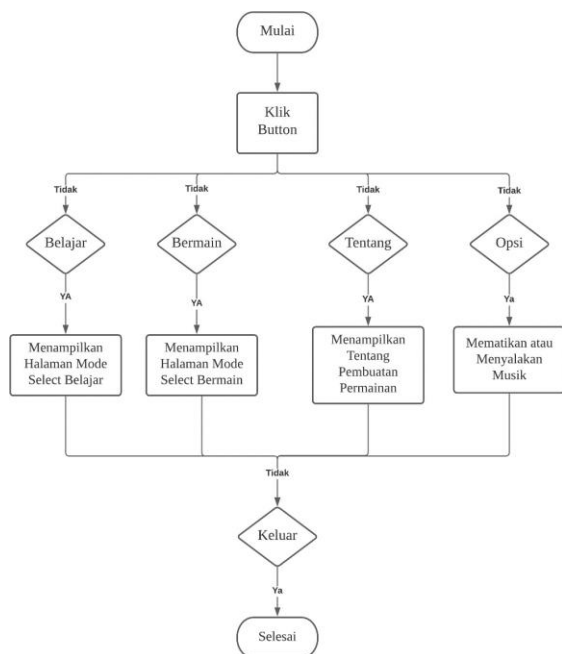 Mulai
Klik
Button
Tidak
Tidak
Tidak
Tidak
Belajar
Bermain
Tentang
Opsi
YA
YA
YA
Ya
Menampilkan
Halaman Mode
Select Belajar
Menampilkan
Halaman Mode
Select Bermain
Menampilkan
Tentang
Pembuatan
Permainan
Mematikan atau
Menyalakan
Musik
Tidak
Keluar
Ya
Selesai